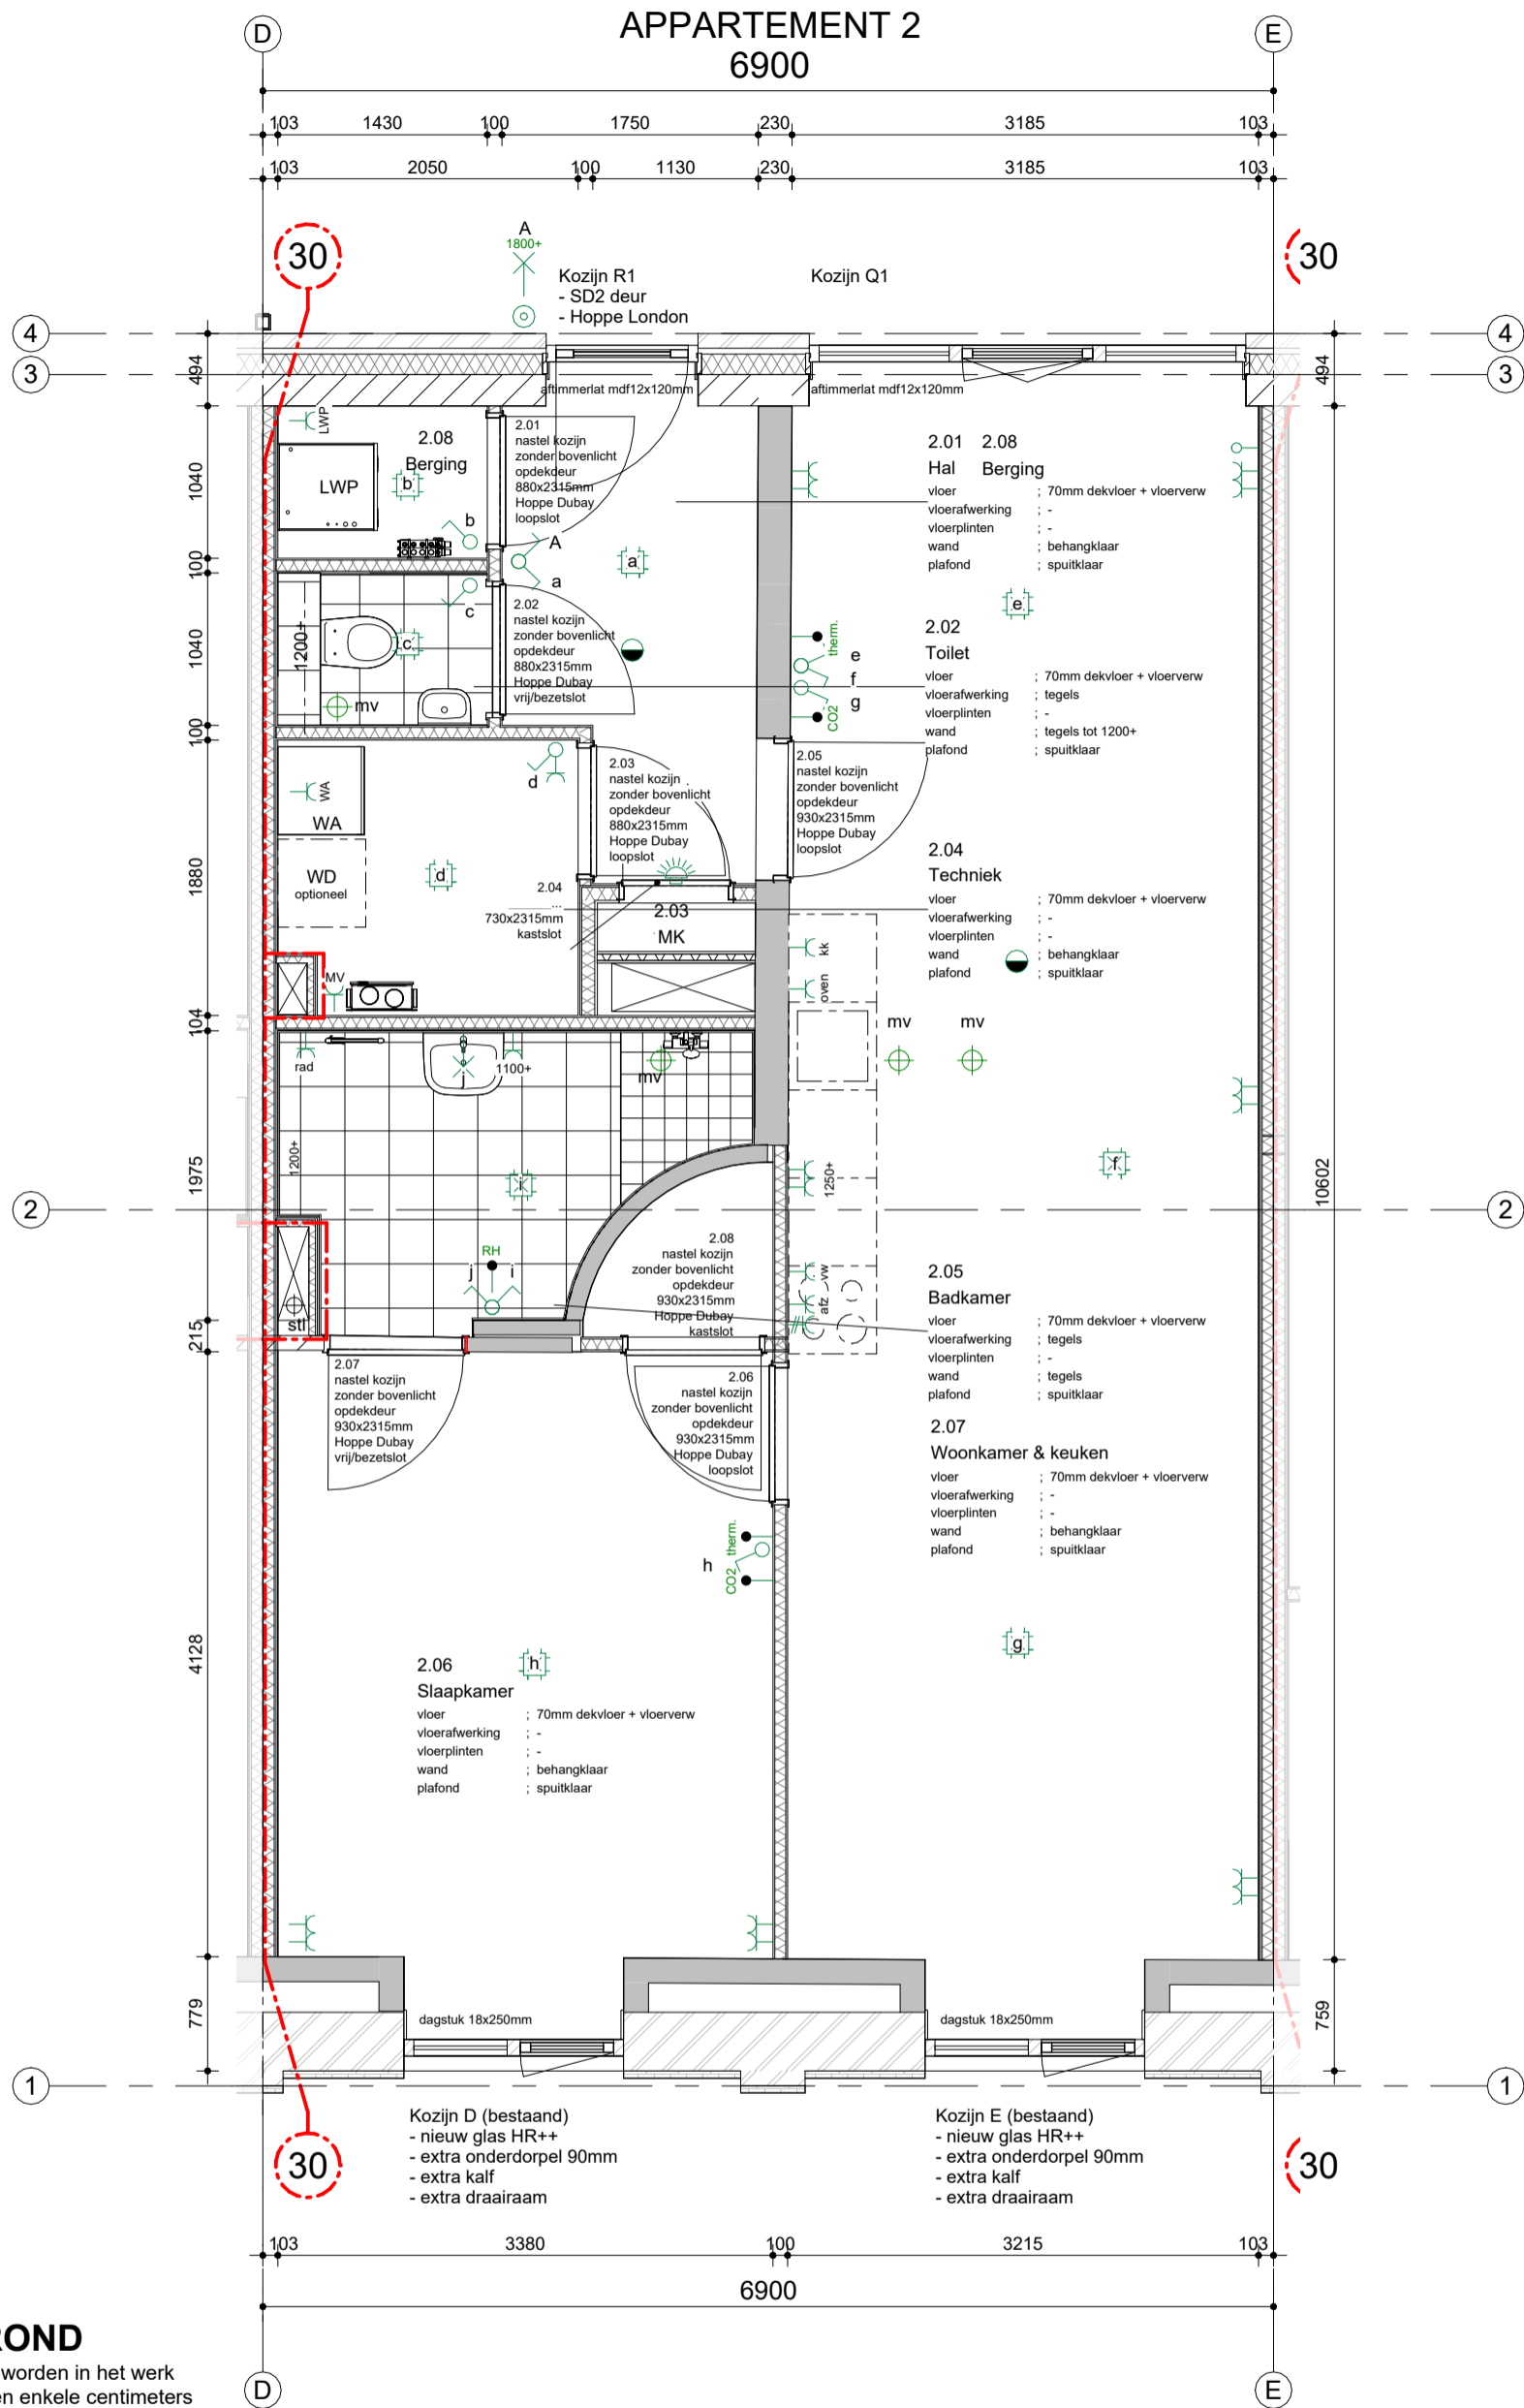 APPARTEMENT 2
D
E
6900
103 1430 100 1750 230 3185 103
103 2050 100 1130 230 3185 103
A
1800+
30
30
Kozijn R1
- SD2 deur
- Hoppe London
Kozijn Q1
4
4
3
3
494
494
aftimmerlat mdf12x120mm
aftimmerlat mdf12x120mm
LWP
2.08
Berging
LWP
b
b
2.01
nastel kozijn
zonder bovenlicht
opdekdeur
880x2315mm
Hoppe Dubay
loopslot
A
a
a
2.01
Hal
2.08
Berging
vloer ; 70mm dekvloer + vloerverw
vloerafwerking ; -
vloerplinten ; -
wand ; behangklaar
plafond ; spuitklaar
1040
100
e
c
c
1200+
mv
2.02
nastel kozijn
zonder bovenlicht
opdekdeur
880x2315mm
Hoppe Dubay
vrij/bezetslot
1040
100
therm.
e
f
g
CO2
2.02
Toilet
vloer ; 70mm dekvloer + vloerverw
vloerafwerking ; tegels
vloerplinten ; -
wand ; tegels tot 1200+
plafond ; spuitklaar
d
WA
WA
WD
optioneel
d
1880
2.03
nastel kozijn
zonder bovenlicht
opdekdeur
880x2315mm
Hoppe Dubay
loopslot
2.05
nastel kozijn
zonder bovenlicht
opdekdeur
930x2315mm
Hoppe Dubay
loopslot
2.04
...
730x2315mm
kastslot
2.03
MK
2.04
Techniek
vloer ; 70mm dekvloer + vloerverw
vloerafwerking ; -
vloerplinten ; -
wand ; behangklaar
plafond ; spuitklaar
MV
kk
oven
104
mv
mv
rad
j
1100+
mv
1200+
i
1975
1250+
f
10602
2
2
RH
j
i
stl
215
2.08
nastel kozijn
zonder bovenlicht
opdekdeur
930x2315mm
Hoppe Dubay
kastslot
vw
afz
2.05
Badkamer
vloer ; 70mm dekvloer + vloerverw
vloerafwerking ; tegels
vloerplinten ; -
wand ; tegels
plafond ; spuitklaar
2.07
nastel kozijn
zonder bovenlicht
opdekdeur
930x2315mm
Hoppe Dubay
vrij/bezetslot
2.06
nastel kozijn
zonder bovenlicht
opdekdeur
930x2315mm
Hoppe Dubay
loopslot
2.07
Woonkamer & keuken
vloer ; 70mm dekvloer + vloerverw
vloerafwerking ; -
vloerplinten ; -
wand ; behangklaar
plafond ; spuitklaar
therm.
h
CO2
4128
g
2.06
Slaapkamer
h
vloer ; 70mm dekvloer + vloerverw
vloerafwerking ; -
vloerplinten ; -
wand ; behangklaar
plafond ; spuitklaar
779
759
dagstuk 18x250mm
dagstuk 18x250mm
1
1
30
30
Kozijn D (bestaand)
- nieuw glas HR++
- extra onderdorpel 90mm
- extra kalf
- extra draairaam
Kozijn E (bestaand)
- nieuw glas HR++
- extra onderdorpel 90mm
- extra kalf
- extra draairaam
103 3380 100 3215 103
6900
ROND
worden in het werk
en enkele centimeters
D
E